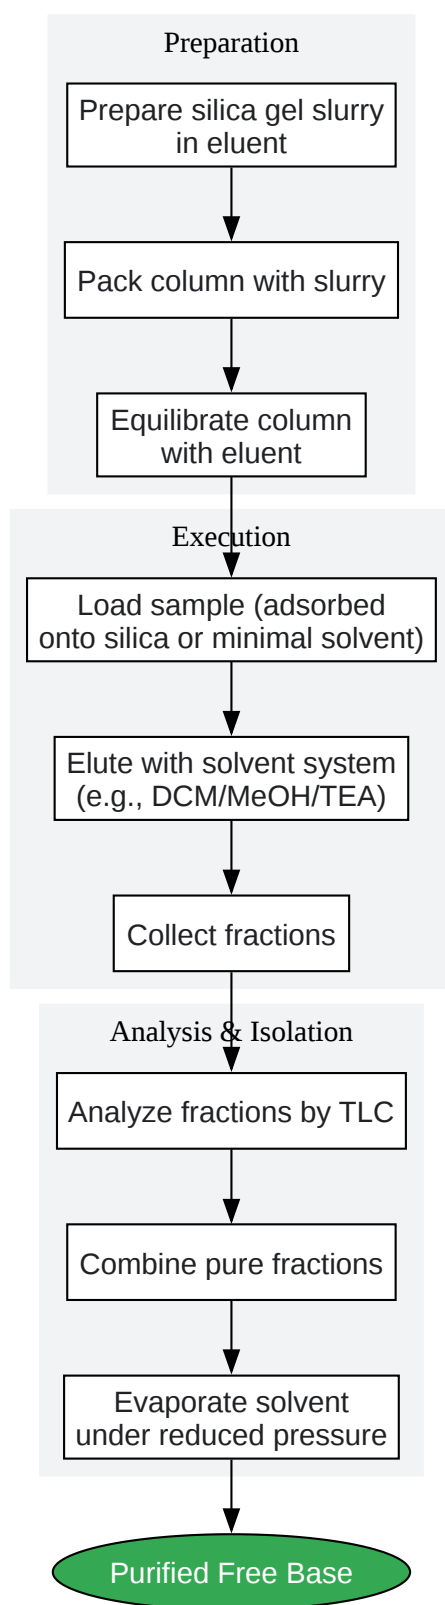 Preparation
Prepare silica gel slurry
in eluent
Pack column with slurry
Equilibrate column
with eluent
Execution
Load sample (adsorbed
onto silica or minimal solvent)
Elute with solvent system
(e.g., DCM/MeOH/TEA)
Collect fractions
Analysis & Isolation
Analyze fractions by TLC
Combine pure fractions
Evaporate solvent
under reduced pressure
Purified Free Base